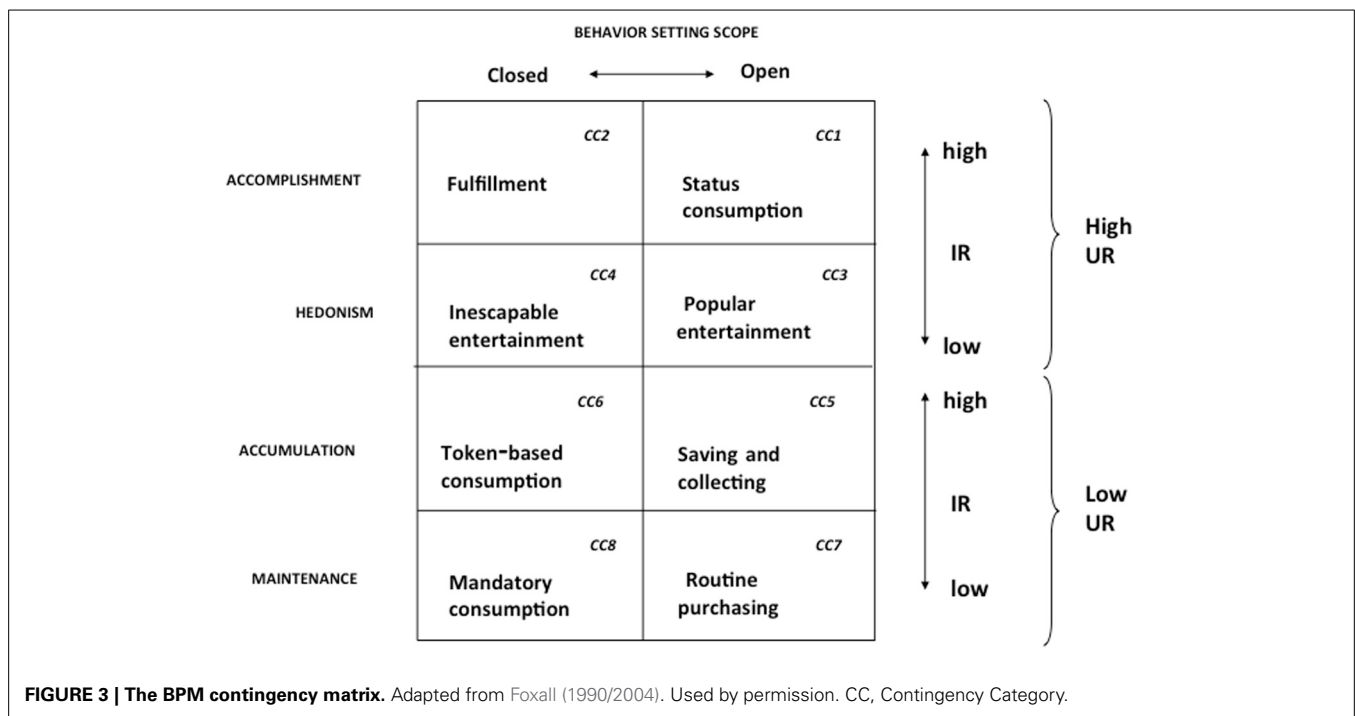 BEHAVIOR SETTING SCOPE
Closed Open
CC2 CC1
high
ACCOMPLISHMENT Fulfillment Status
consumption
High
UR
IR
CC4 CC3
HEDONISM Inescapable
entertainment
Popular
entertainment
low
CC6 CC5
high
ACCUMULATION Token-based
consumption
Saving and
collecting
Low
UR
IR
CC8 CC7
MAINTENANCE Mandatory
consumption
Routine
purchasing
low
FIGURE 3 | The BPM contingency matrix. Adapted from Foxall (1990/2004). Used by permission. CC, Contingency Category.